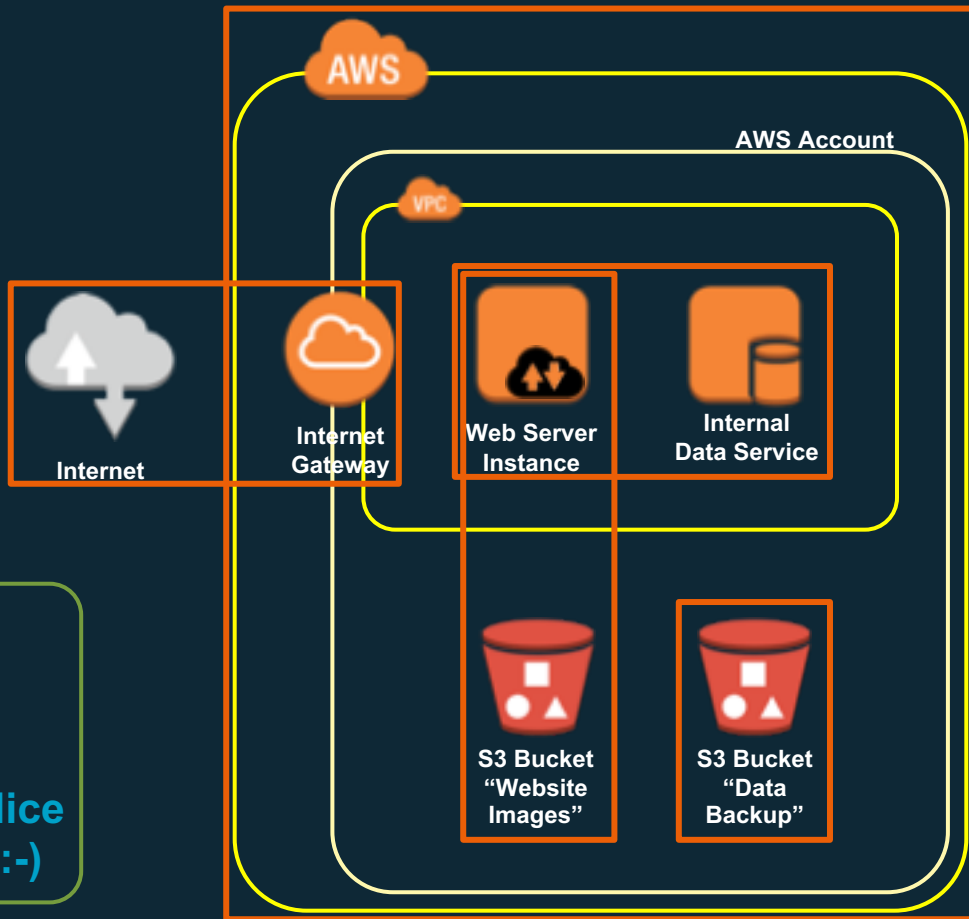 AWS
AWS Account
VPC
Internet
Internet
Gateway
Web Server
Instance
Internal
Data Service
S3 Bucket
“Website
Images”
S3 Bucket
“Data
Backup”
:-)